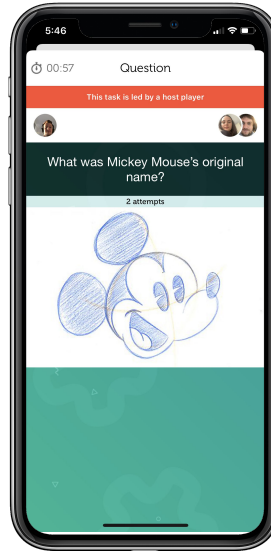 5:46
00:57 Question
This task is led by a host player
What was Mickey Mouse's original
name?
2 attempts